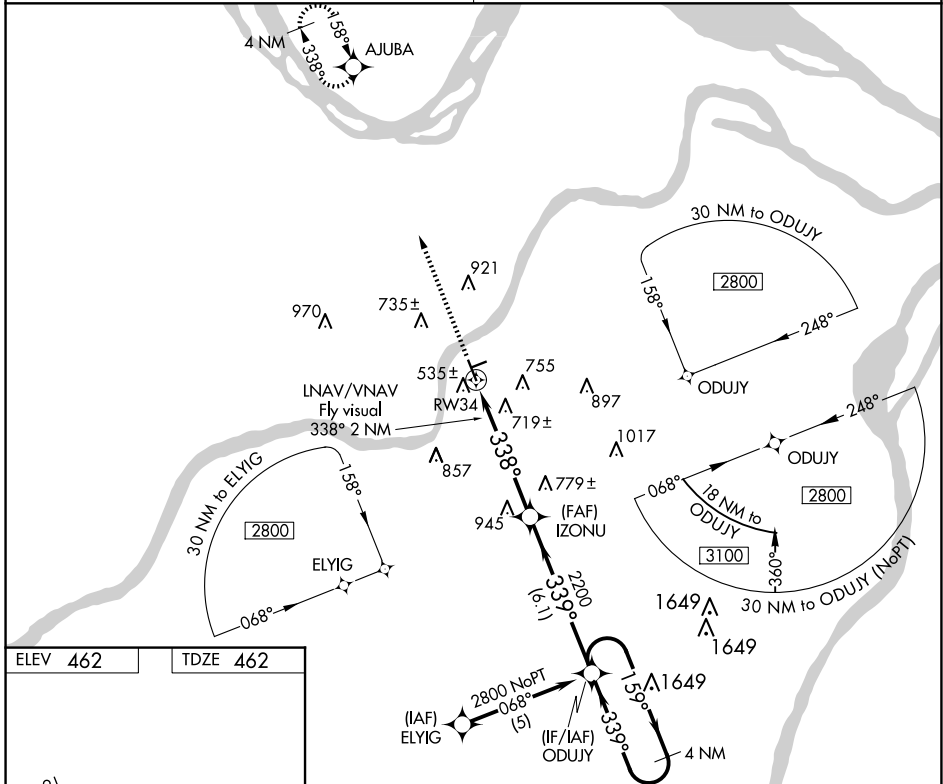 4 NM
158°
338°
AJUBA
30 NM to ODUJY
2800
158°
248°
ODUJY
921
970
735±
535±
755
RW34
897
719±
LNAV/VNAV
Fly visual
338° 2 NM
338°
1017
857
779±
945
(FAF)
IZONU
248°
068°
ODUJY
18 NM to
ODUJY
2800
3100
360°
30 NM to ODUJY (NoPT)
30 NM to ELYIG
158°
2800
ELYIG
068°
2200
339°
(6.1)
1649
1649
1649
ELEV 462
TDZE 462
2800 NoPT
068°
(5)
(IAF)
ELYIG
(IF/IAF)
ODUJY
159°
339°
4 NM